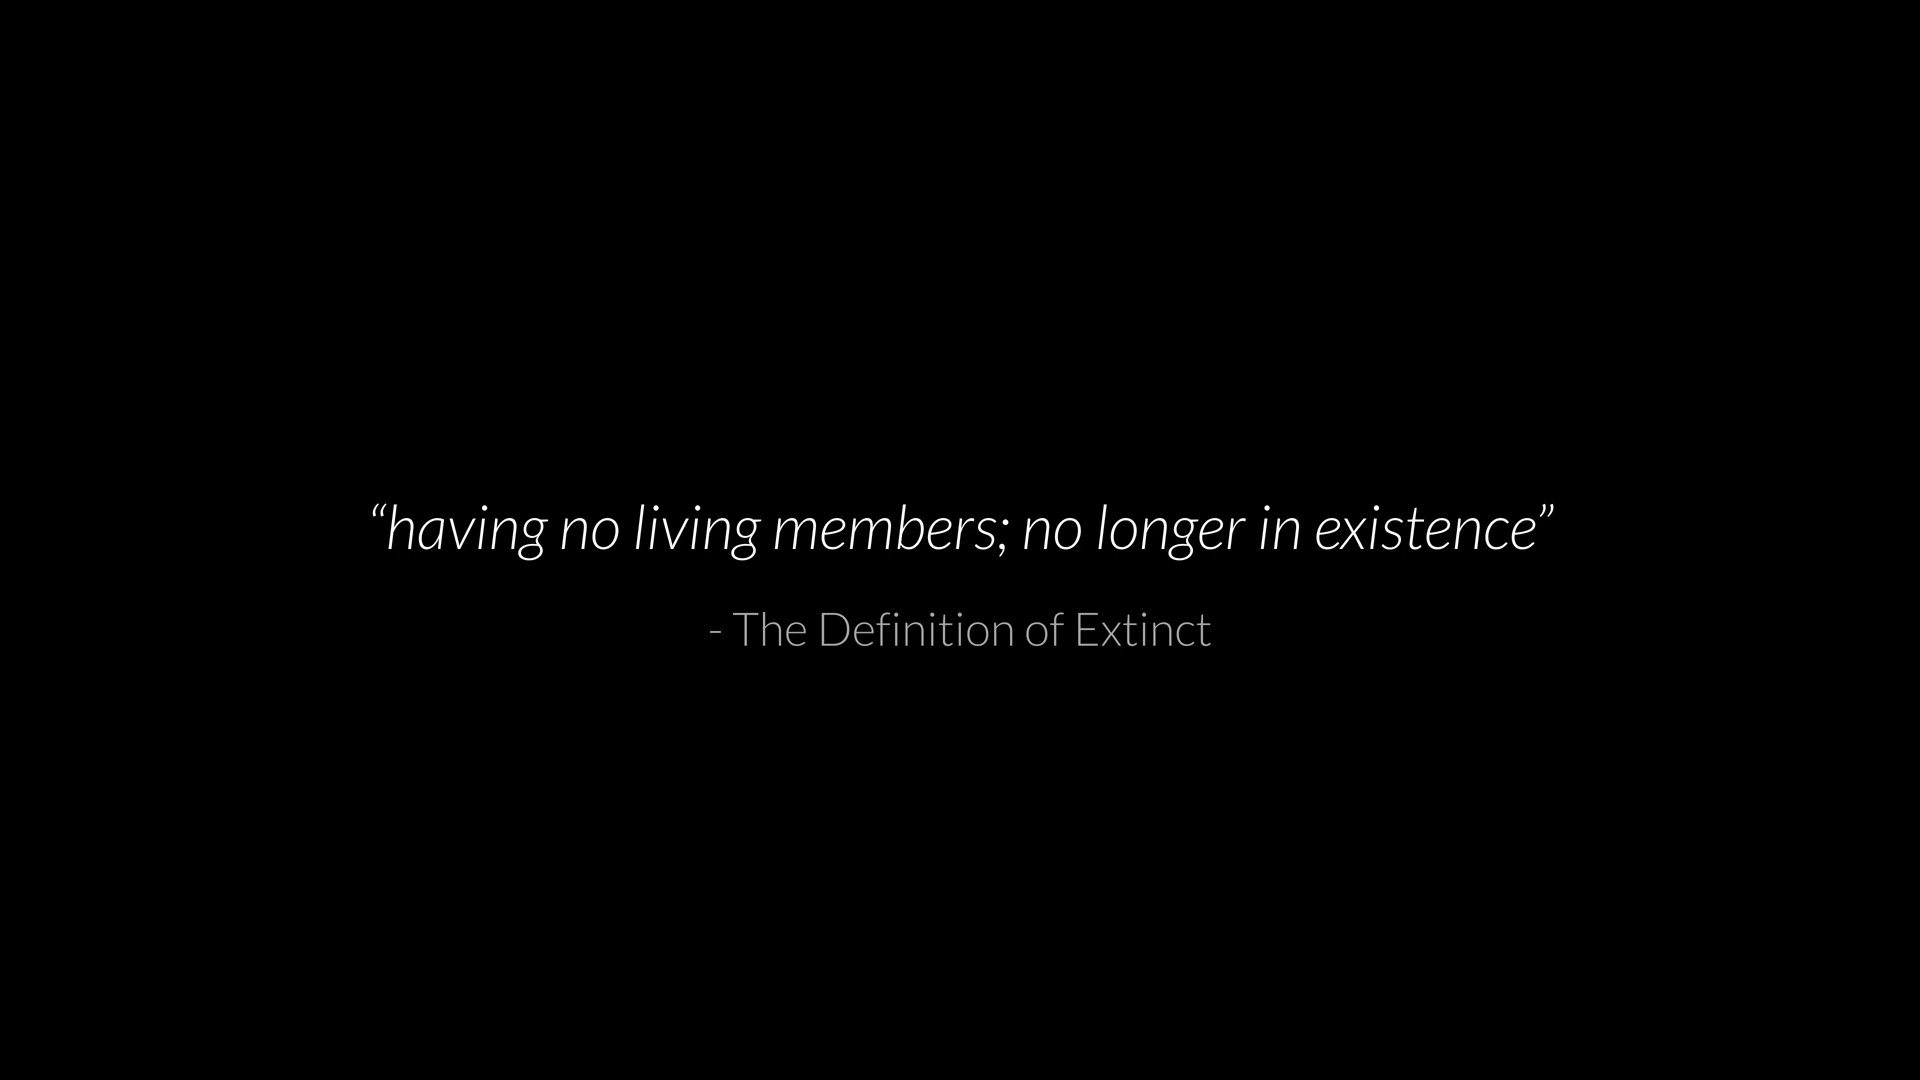 “having no living members; no longer in existence”
- The Definition of Extinct